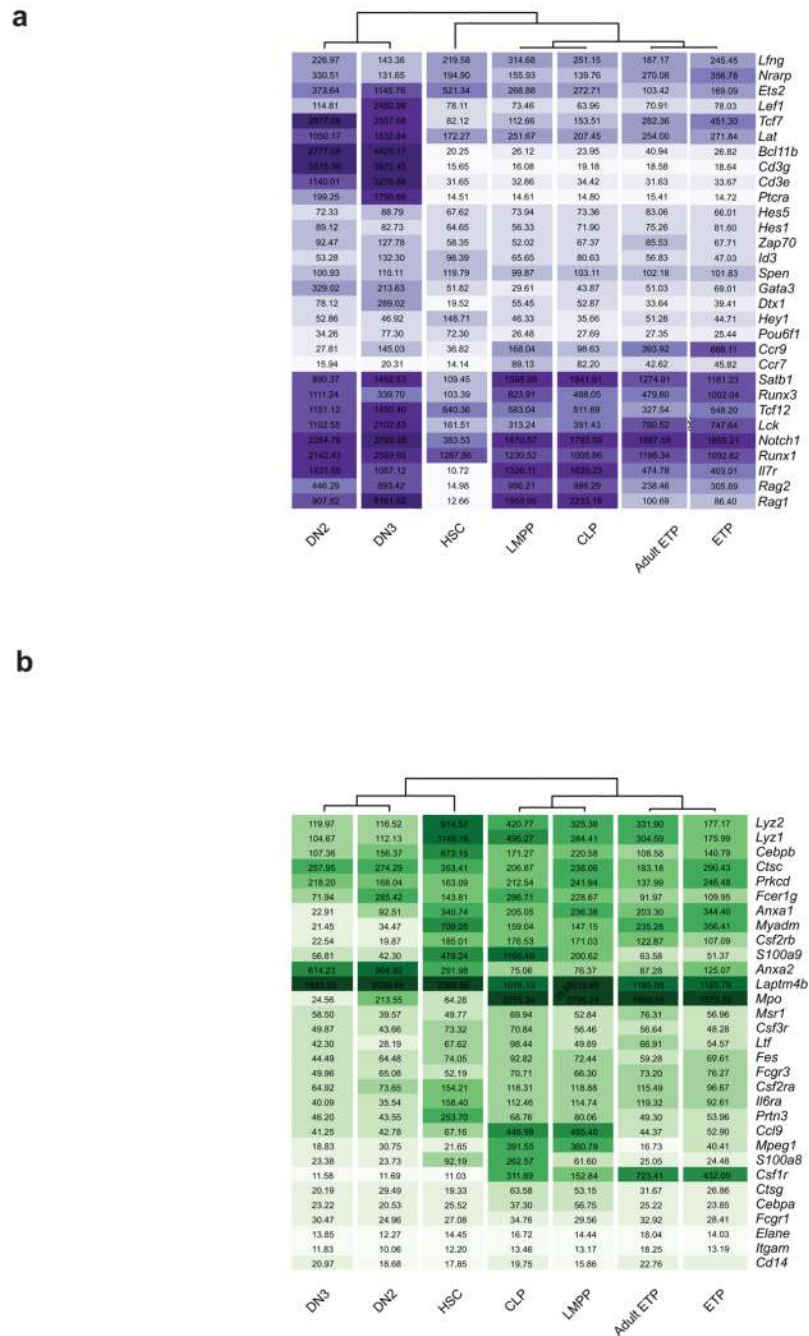 a
226.97 143.36 219.58 314.68 251.15 187.17 245.45 Lfng
330.51 131.65 194.90 155.93 139.76 270.08 366.78 Nrarp
373.64 1145.76 521.34 268.88 272.71 103.42 169.09 Ets2
114.81 78.11 73.46 63.96 70.91 78.03 Lef1
82.12 112.66 153.51 282.36 451.30 Tcf7
1050.17 1532.84 172.27 251.67 207.45 254.00 271.84 Lat
20.25 26.12 23.95 40.94 26.82 Bcl11b
15.65 16.08 19.18 18.58 18.64 Cd3g
1140.01 31.65 32.86 34.42 31.63 33.67 Cd3e
199.25 14.51 14.61 14.80 15.41 14.72 Ptcra
72.33 88.79 67.62 73.94 73.36 83.06 66.01 Hes5
89.12 82.73 64.65 56.33 71.90 75.26 81.60 Hes1
92.47 127.78 58.35 52.02 67.37 85.53 67.71 Zap70
53.28 132.30 98.39 65.65 80.63 56.83 47.03 Id3
100.93 110.11 119.79 99.87 103.11 102.18 101.83 Spen
329.02 213.63 51.82 29.61 43.87 51.03 69.01 Gata3
78.12 289.02 19.52 55.45 52.87 33.64 39.41 Dtx1
52.86 46.92 148.71 46.33 35.66 51.28 44.71 Hey1
34.26 77.30 72.30 26.48 27.69 27.35 25.44 Pou6f1
27.81 145.03 36.82 168.04 98.63 393.92 668.11 Ccr9
15.94 20.31 14.14 89.13 82.20 42.62 45.82 Ccr7
890.37 1452.53 109.45 1841.91 1274.91 1181.23 Satb1
1111.24 339.70 103.39 823.91 488.05 479.80 1002.04 Runx3
1151.12 1450.40 640.36 583.04 511.69 327.54 548.20 Tcf12
1102.55 2102.83 161.51 313.24 391.43 780.52 747.64 Lck
2264.79 383.53 1670.57 1793.59 1887.59 1855.21 Notch1
2142.43 2589.93 1287.86 1230.52 1008.86 1196.34 1092.82 Runx1
1431.55 1087.12 10.72 1326.11 1620.23 474.78 403.01 Il7r
446.29 893.42 14.98 956.21 986.29 238.46 305.89 Rag2
907.82 12.66 2233.19 100.69 86.40 Rag1
DN2 DN3 HSC LMPP CLP Adult ETP ETP
b
119.97 116.52 914.57 420.77 325.36 331.90 177.17 Lyz2
104.67 112.13 495.27 284.41 304.59 175.99 Lyz1
107.36 156.37 673.15 171.27 220.58 108.58 140.79 Cebpb
257.95 274.29 353.41 206.87 238.06 183.18 290.43 Ctsc
218.20 168.04 163.09 212.54 241.94 137.99 246.48 Prkcd
71.94 285.42 143.81 286.71 228.67 91.97 109.95 Fcer1g
22.91 92.51 340.74 205.05 236.38 203.30 344.40 Anxa1
21.45 34.47 709.05 159.04 147.15 235.28 356.41 Myadm
22.54 19.87 185.01 176.53 171.03 122.87 107.09 Csf2rb
56.81 42.30 479.24 200.62 63.58 51.37 S100a9
614.23 291.98 75.06 76.37 87.28 125.07 Anxa2
Laptm4b
24.56 213.55 64.28 Mpo
58.50 39.57 49.77 69.94 52.84 76.31 56.96 Msr1
49.87 43.66 73.32 70.84 56.46 56.64 48.28 Csf3r
42.30 28.19 67.62 98.44 49.89 66.91 54.57 Ltf
44.49 64.48 74.05 92.82 72.44 59.28 69.61 Fes
49.96 65.08 52.19 70.71 66.30 73.20 76.27 Fcgr3
64.92 73.65 154.21 118.31 118.88 115.49 96.67 Csf2ra
40.09 35.54 158.40 112.46 114.74 119.32 92.61 Il6ra
46.20 43.55 253.70 68.76 80.06 49.30 53.96 Prtn3
41.25 42.78 67.16 446.99 485.40 44.37 52.90 Ccl9
18.83 30.75 21.65 391.55 360.79 16.73 40.41 Mpeg1
23.38 23.73 92.19 262.57 61.60 25.05 24.48 S100a8
11.58 11.69 11.03 311.89 152.84 723.41 432.00 Csf1r
20.19 29.49 19.33 63.58 53.15 31.67 26.86 Ctsg
23.22 20.53 25.52 37.30 56.75 25.22 23.85 Cebpa
30.47 24.96 27.08 34.76 29.56 32.92 28.41 Fcgr1
13.85 12.27 14.45 16.72 14.44 18.04 14.03 Elane
11.83 10.06 12.20 13.46 13.17 18.25 13.19 Itgam
20.97 18.68 17.85 19.75 15.86 22.76 Cd14
DN3 DN2 HSC CLP LMPP Adult ETP ETP